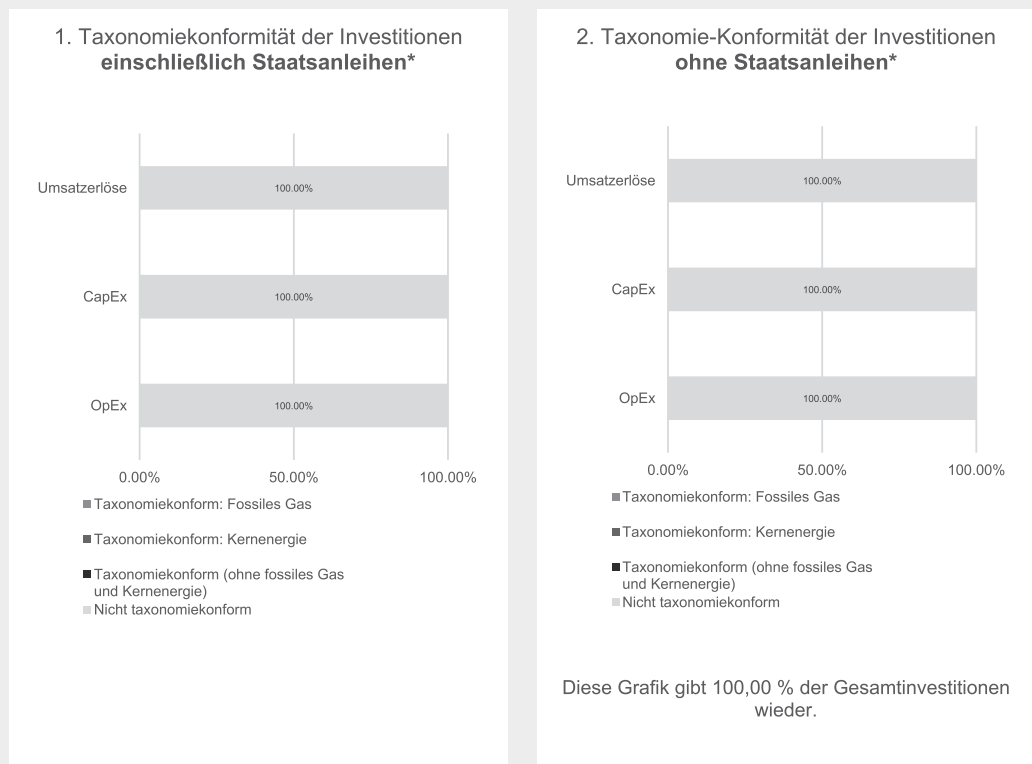 1. Taxonomiekonformität der Investitionen
einschließlich Staatsanleihen*
Umsatzerlöse
100.00%
CapEx
100.00%
OpEx
100.00%
0.00%
50.00%
100.00%
Taxonomiekonform: Fossiles Gas
Taxonomiekonform: Kernenergie
Taxonomiekonform (ohne fossiles Gas
und Kernenergie)
Nicht taxonomiekonform
2. Taxonomie-Konformität der Investitionen
ohne Staatsanleihen*
Umsatzerlöse
100.00%
CapEx
100.00%
OpEx
100.00%
0.00%
50.00%
100.00%
Taxonomiekonform: Fossiles Gas
Taxonomiekonform: Kernenergie
Taxonomiekonform (ohne fossiles Gas
und Kernenergie)
Nicht taxonomiekonform
Diese Grafik gibt 100,00 % der Gesamtinvestitionen
wieder.